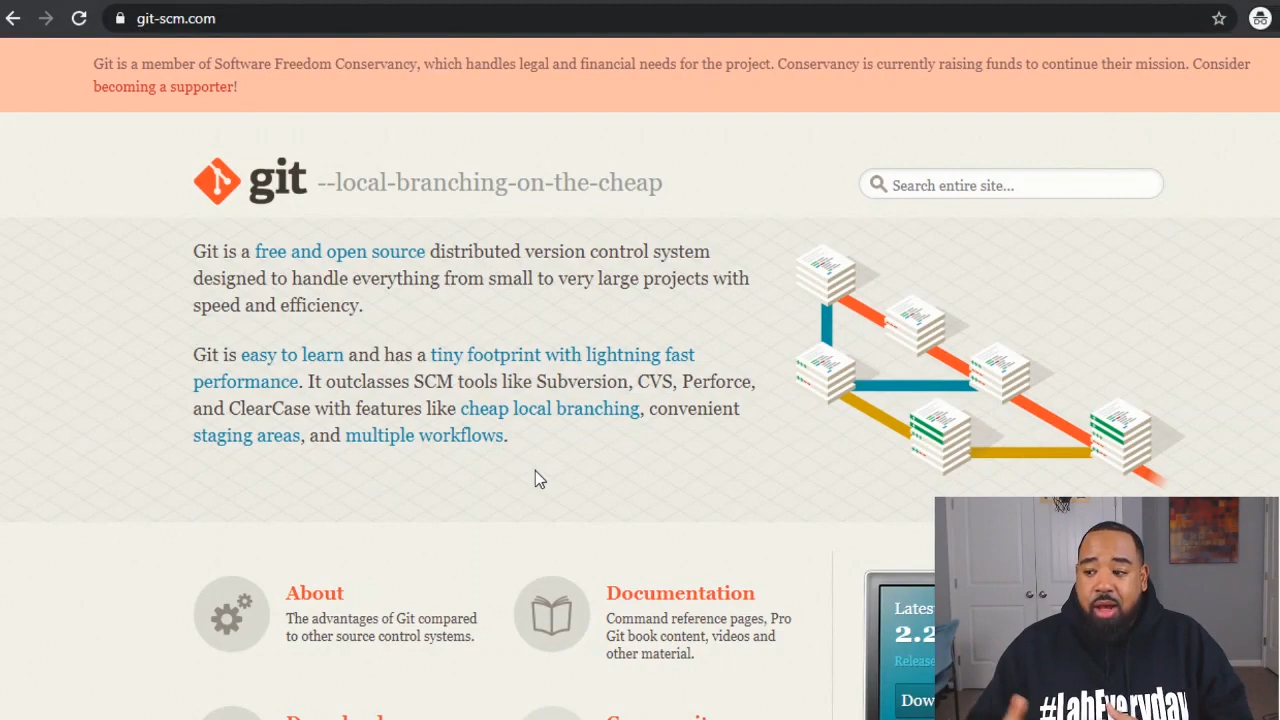 git-scm.com
Git is a member of Software Freedom Conservancy, which handles legal and financial needs for the project. Conservancy is currently raising funds to continue their mission. Consider
becoming a supporter!
git --local-branching-on-the-cheap
Search entire site...
Git is a free and open source distributed version control system
designed to handle everything from small to very large projects with
speed and efficiency.
Git is easy to learn and has a tiny footprint with lightning fast
performance. It outclasses SCM tools like Subversion, CVS, Perforce,
and ClearCase with features like cheap local branching, convenient
staging areas, and multiple workflows.
About
The advantages of Git compared
to other source control systems.
Documentation
Command reference pages, Pro
Git book content, videos and
other material.
2.2
Release
#LabEveryday